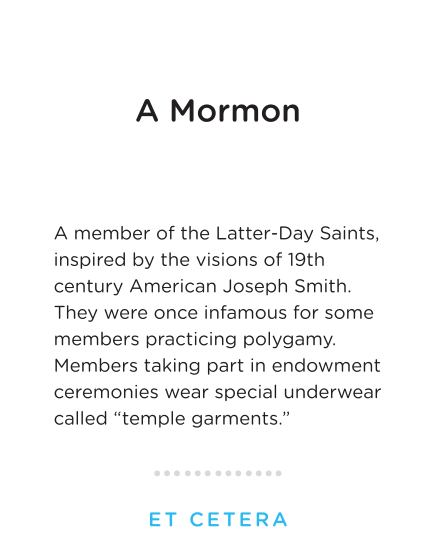 A Mormon
A member of the Latter-Day Saints,
inspired by the visions of 19th
century American Joseph Smith.
They were once infamous for some
members practicing polygamy.
Members taking part in endowment
ceremonies wear special underwear
called “temple garments.”
ET CETERA